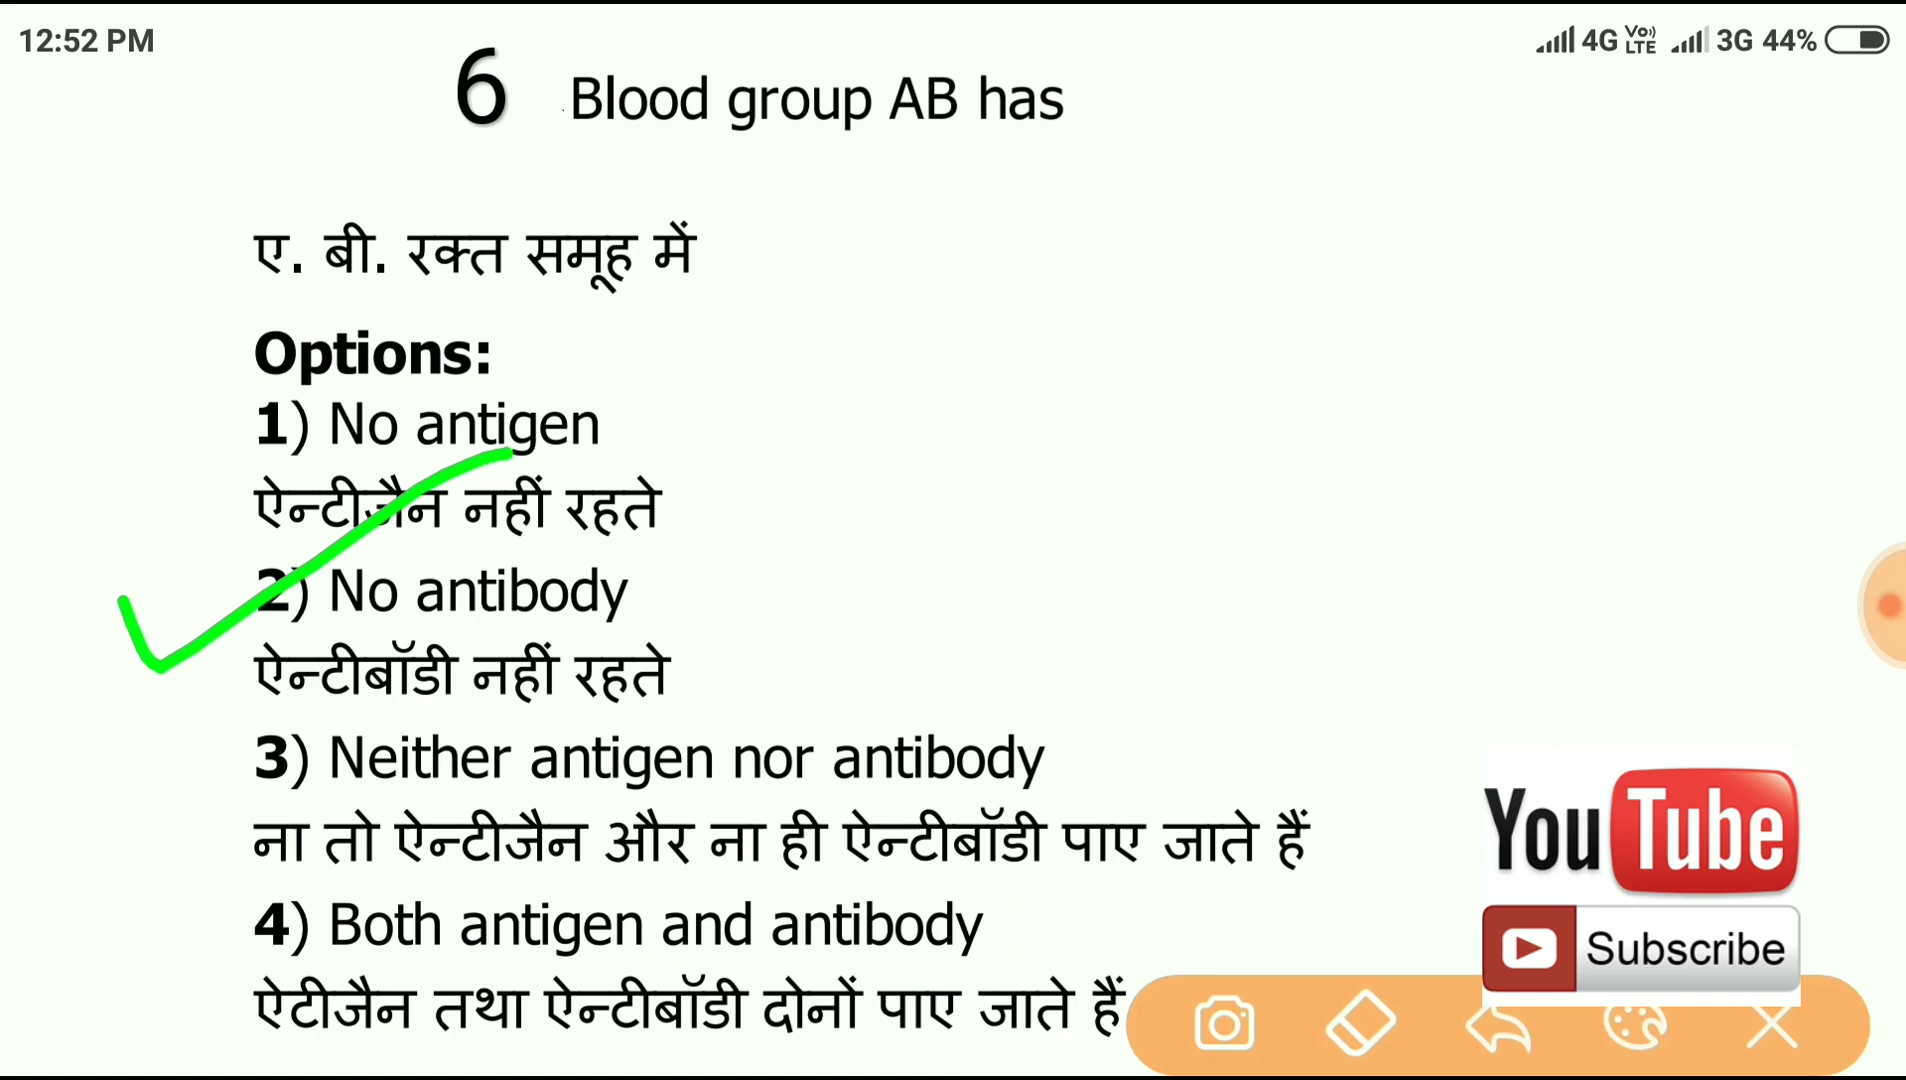 12:52 PM
4G VoLTE 3G 44%
6 Blood group AB has
ए. बी. रक्त समूह में
Options:
1) No antigen
ऐन्टीजैन नहीं रहते
2) No antibody
ऐन्टीबॉडी नहीं रहते
3) Neither antigen nor antibody
ना तो ऐन्टीजैन और ना ही ऐन्टीबॉडी पाए जाते हैं
4) Both antigen and antibody
ऐटीजैन तथा ऐन्टीबॉडी दोनों पाए जाते हैं
YouTube
Subscribe